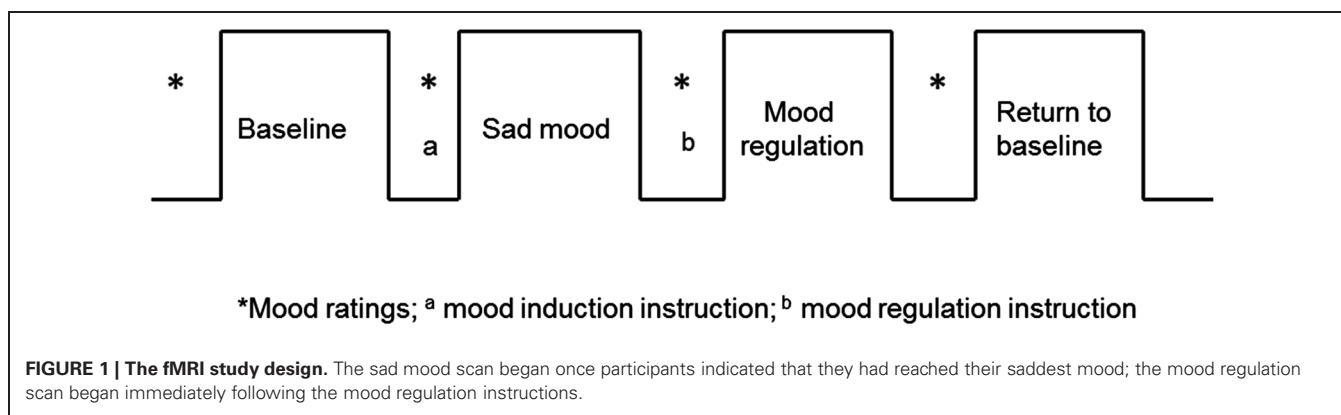 * * * *
Baseline
Sad mood
Mood
regulation
Return to
baseline
a
b
*Mood ratings; a mood induction instruction; b mood regulation instruction
FIGURE 1 | The fMRI study design. The sad mood scan began once participants indicated that they had reached their saddest mood; the mood regulation
scan began immediately following the mood regulation instructions.